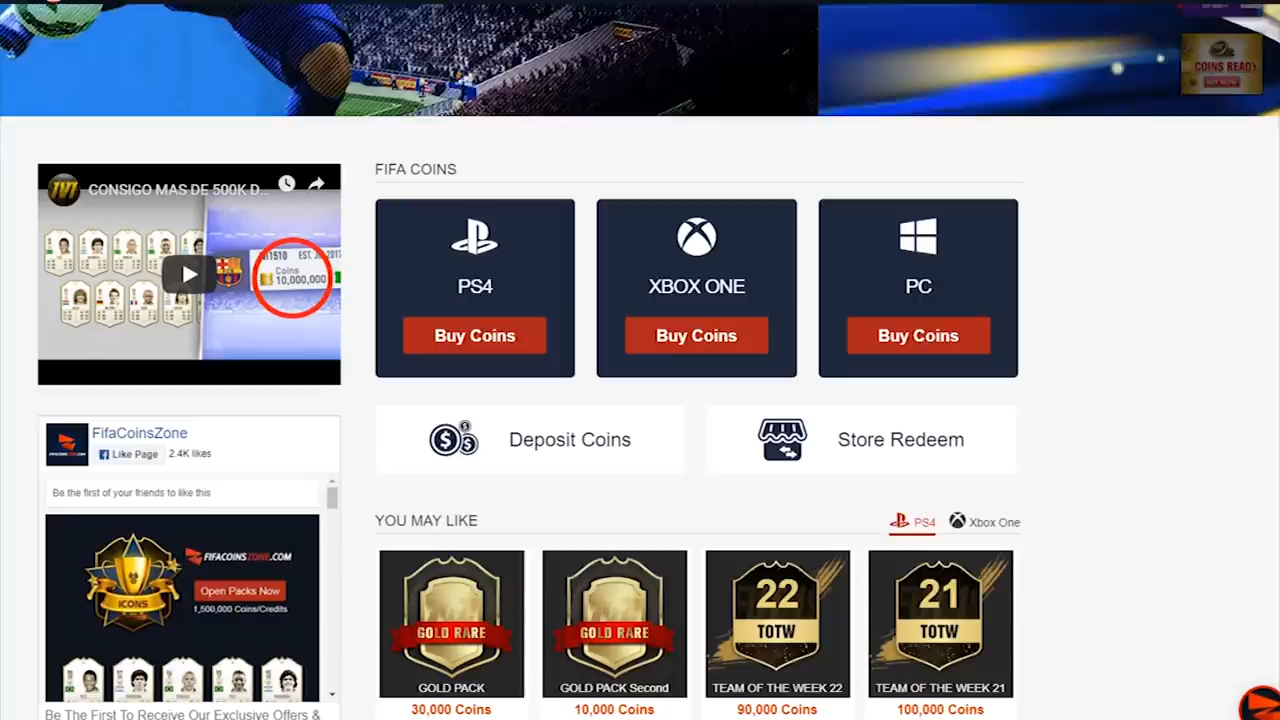 COINS READY
BUY NOW
CONSIGO MAS DE 500K D...
EST. JUL 2017
Coins
10,000,000
FIFA COINS
PS4
Buy Coins
XBOX ONE
Buy Coins
PC
Buy Coins
FifaCoinsZone
Like Page 2.4K likes
Be the first of your friends to like this
ICONS
FIFACOINSZONE.COM
Open Packs Now
1,500,000 Coins/Credits
Be The First To Receive Our Exclusive Offers &
Deposit Coins
Store Redeem
YOU MAY LIKE
PS4 Xbox One
GOLD RARE
GOLD PACK
30,000 Coins
GOLD RARE
GOLD PACK Second
10,000 Coins
22
TOTW
TEAM OF THE WEEK 22
90,000 Coins
21
TOTW
TEAM OF THE WEEK 21
100,000 Coins